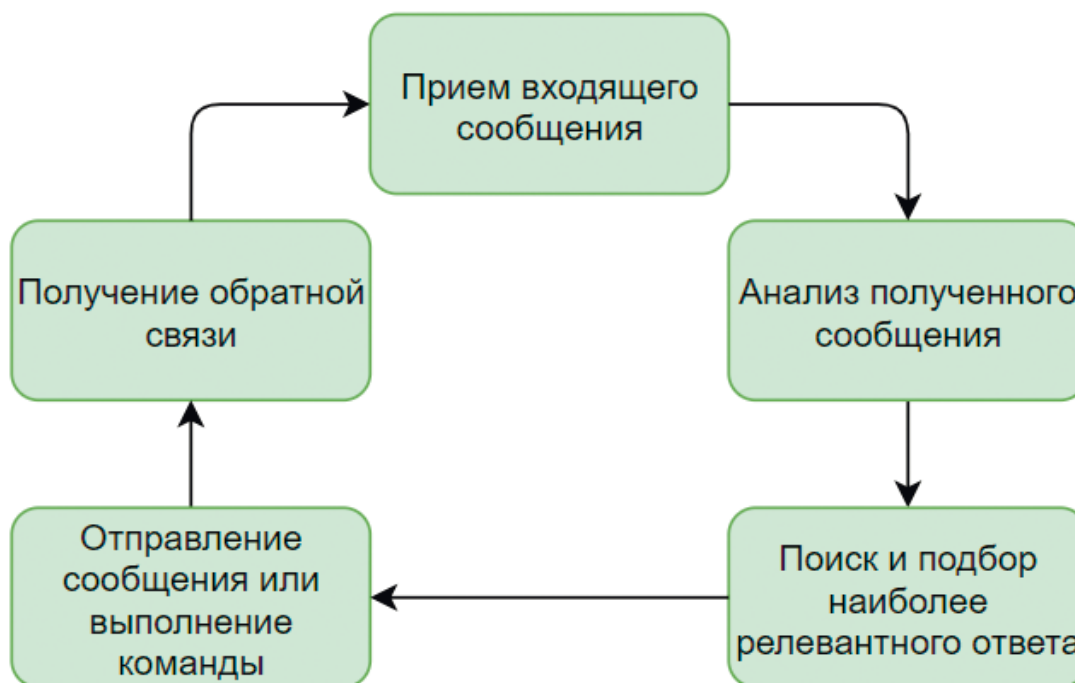 Прием входящего
сообщения
Анализ полученного
сообщения
Поиск и подбор
наиболее
релевантного ответа
Отправление
сообщения или
выполнение
команды
Получение обратной
связи